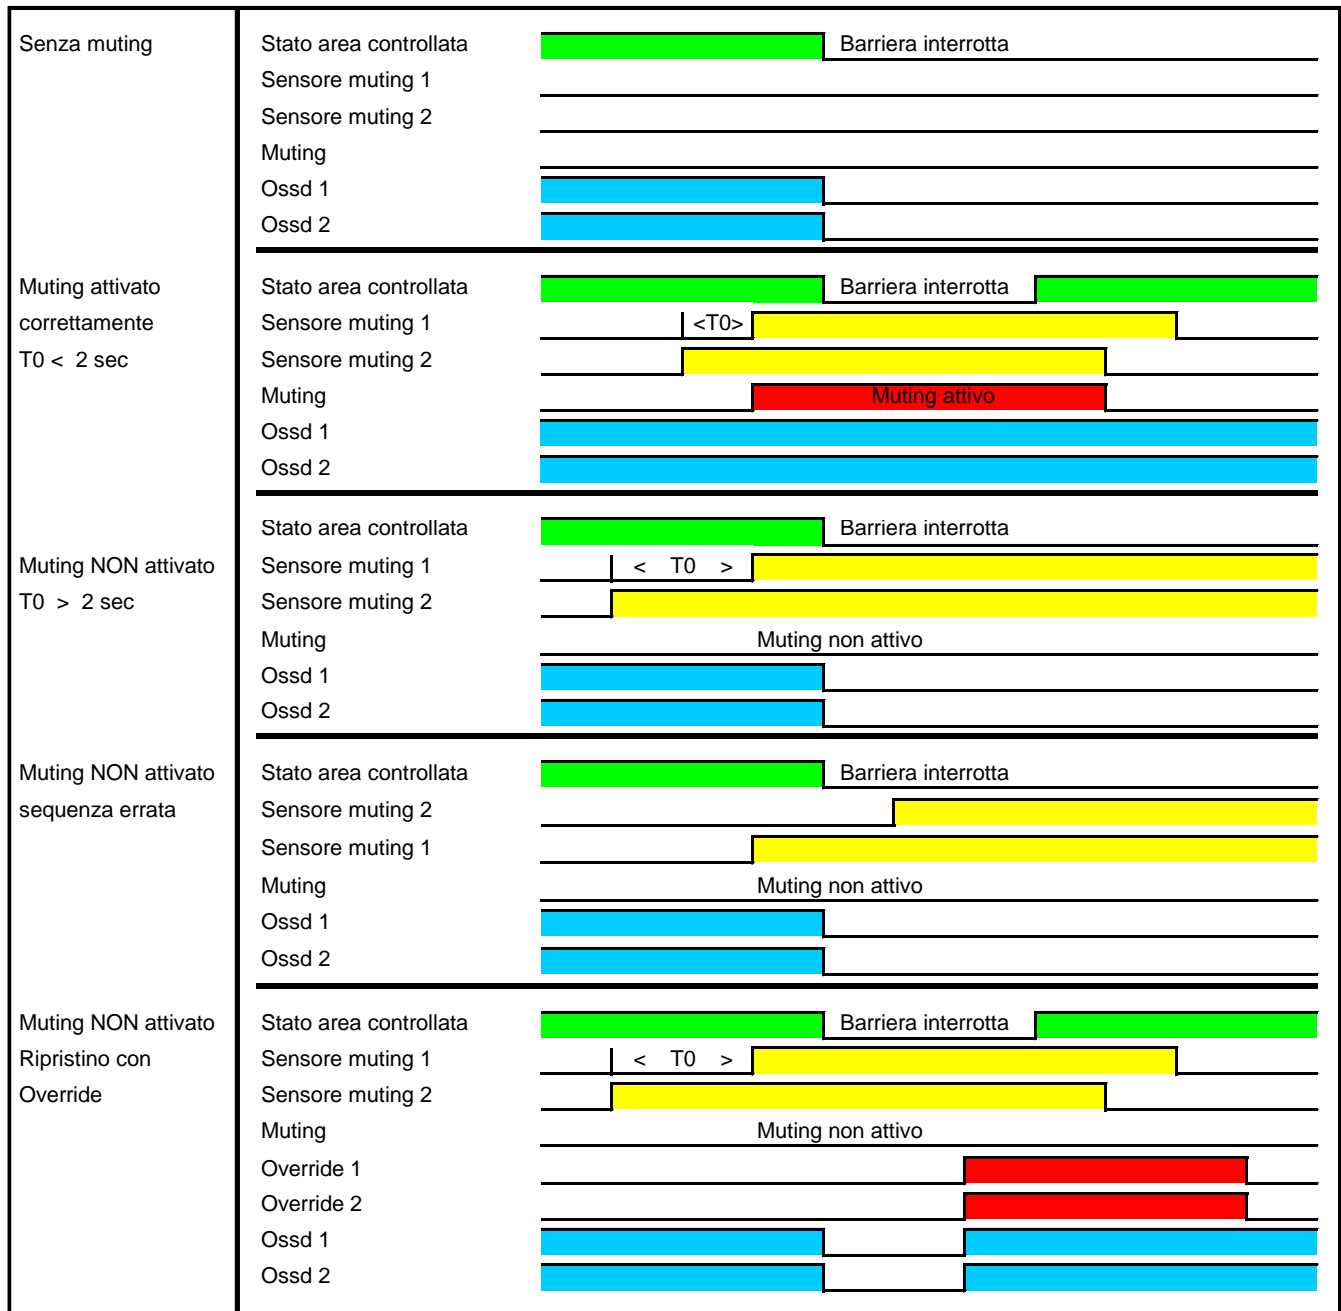 Senza muting
Stato area controllata Barriera interrotta
Sensore muting 1
Sensore muting 2
Muting
Ossd 1
Ossd 2
Muting attivato Stato area controllata Barriera interrotta
correttamente Sensore muting 1 <T0>
T0 < 2 sec Sensore muting 2
Muting Muting attivo
Ossd 1
Ossd 2
Stato area controllata Barriera interrotta
Muting NON attivato Sensore muting 1 < T0 >
T0 > 2 sec Sensore muting 2
Muting Muting non attivo
Ossd 1
Ossd 2
Muting NON attivato Stato area controllata Barriera interrotta
sequenza errata Sensore muting 2
Sensore muting 1
Muting Muting non attivo
Ossd 1
Ossd 2
Muting NON attivato Stato area controllata Barriera interrotta
Ripristino con Sensore muting 1 < T0 >
Override Sensore muting 2
Muting Muting non attivo
Override 1
Override 2
Ossd 1
Ossd 2